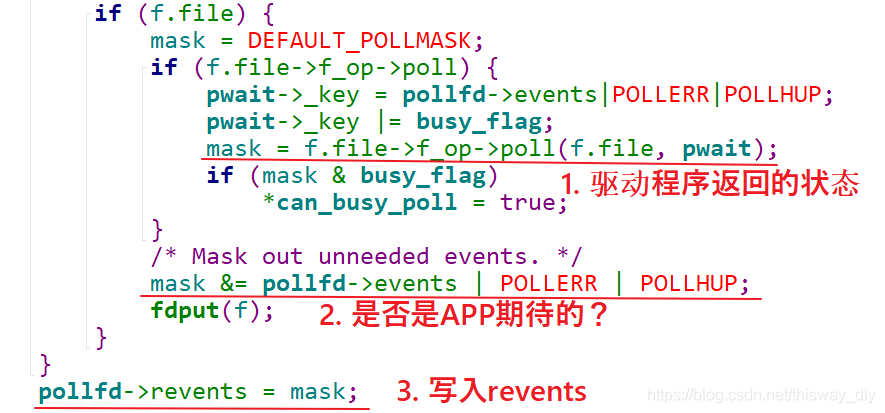 if (f.file) {
mask = DEFAULT_POLLMASK;
if (f.file->f_op->poll) {
pwait->_key = pollfd->events|POLLERR|POLLHUP;
pwait->_key |= busy_flag;
mask = f.file->f_op->poll(f.file, pwait);
if (mask & busy_flag) 1. 驱动程序返回的状态
*can_busy_poll = true;
}
/* Mask out unneeded events. */
mask &= pollfd->events | POLLERR | POLLHUP;
fdput(f); 2. 是否是APP期待的？
}
}
pollfd->revents = mask; 3. 写入revents
https://blog.csdn.net/thisway_diy